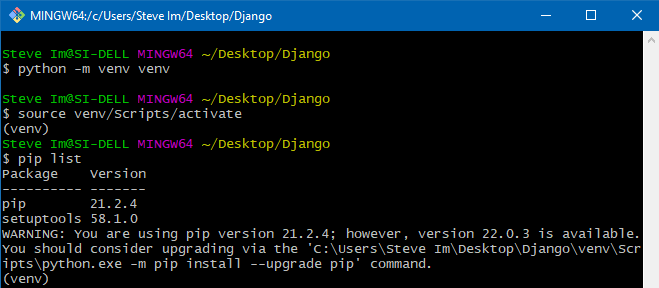 MINGW64:/c/Users/Steve Im/Desktop/Django
Steve Im@SI-DELL MINGW64 ~/Desktop/Django
$ python -m venv venv
Steve Im@SI-DELL MINGW64 ~/Desktop/Django
$ source venv/Scripts/activate
(venv)
Steve Im@SI-DELL MINGW64 ~/Desktop/Django
$ pip list
Package    Version
---------- -------
pip        21.2.4
setuptools 58.1.0
WARNING: You are using pip version 21.2.4; however, version 22.0.3 is available.
You should consider upgrading via the 'C:\Users\Steve Im\Desktop\Django\venv\Scr
ipts\python.exe -m pip install --upgrade pip' command.
(venv)